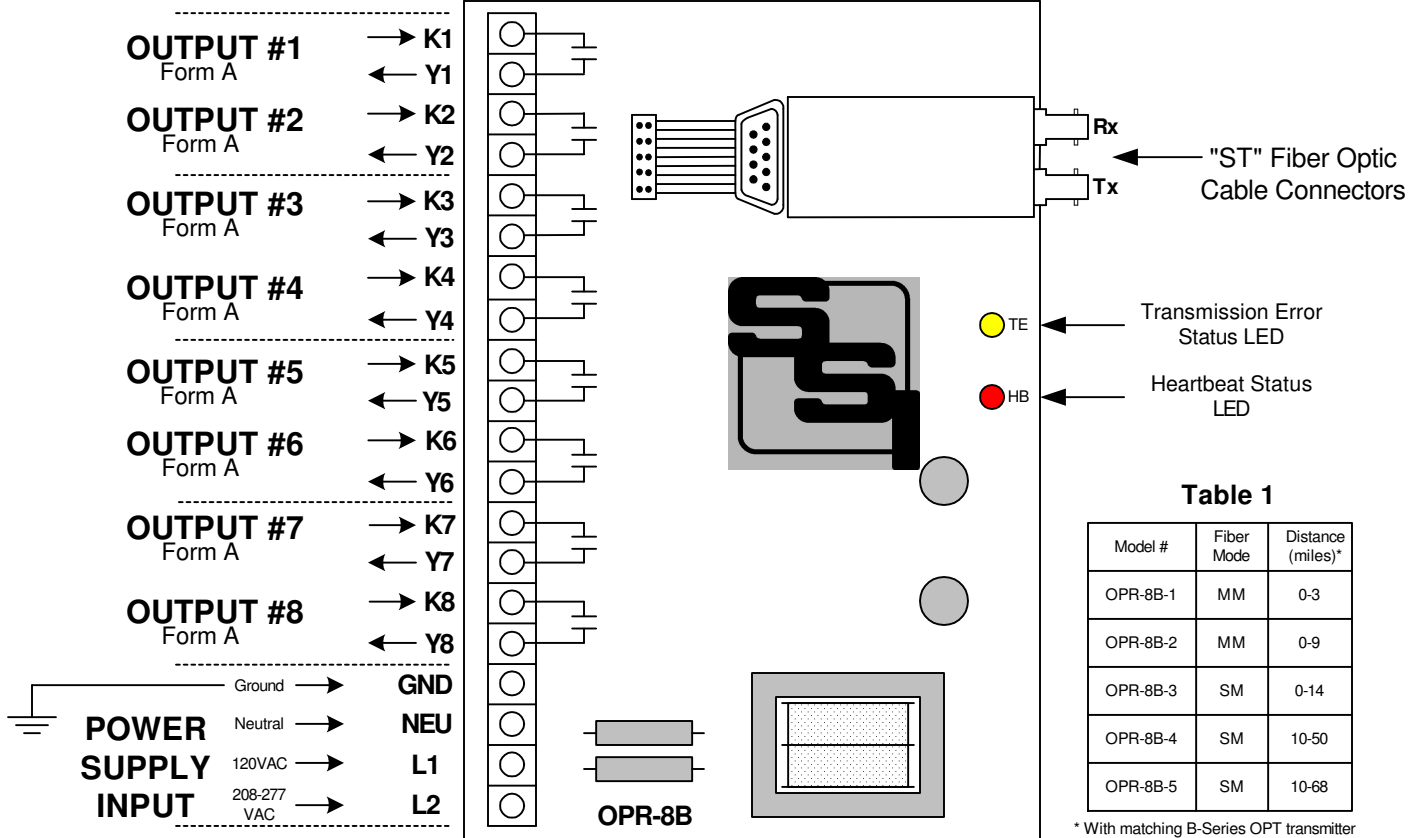 OUTPUT #1
Form A
K1
Y1
OUTPUT #2
Form A
K2
Y2
OUTPUT #3
Form A
K3
Y3
OUTPUT #4
Form A
K4
Y4
OUTPUT #5
Form A
K5
Y5
OUTPUT #6
Form A
K6
Y6
OUTPUT #7
Form A
K7
Y7
OUTPUT #8
Form A
K8
Y8
POWER
SUPPLY
INPUT
Ground
GND
Neutral
NEU
120VAC
L1
208-277
VAC
L2
Rx
Tx
"ST" Fiber Optic
Cable Connectors
SSI
TE
Transmission Error
Status LED
HB
Heartbeat Status
LED
OPR-8B
Table 1
Model # Fiber Mode Distance (miles)*
OPR-8B-1 MM 0-3
OPR-8B-2 MM 0-9
OPR-8B-3 SM 0-14
OPR-8B-4 SM 10-50
OPR-8B-5 SM 10-68
* With matching B-Series OPT transmitter